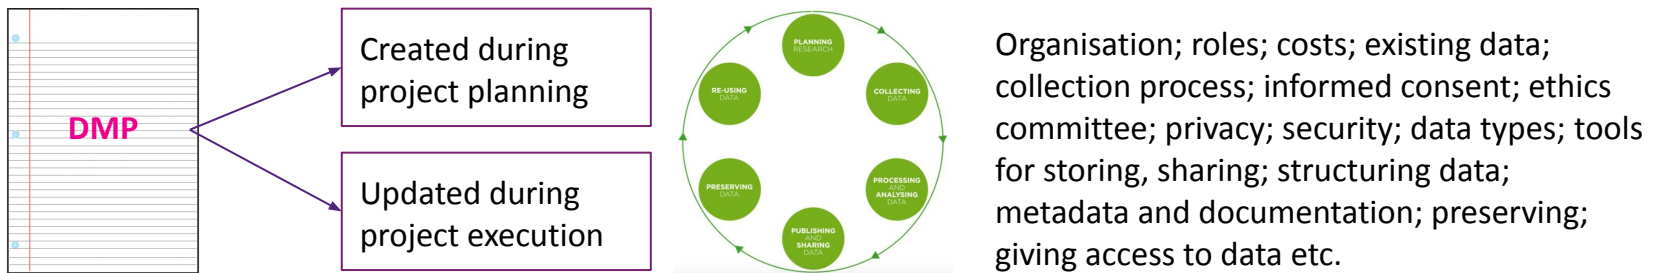 DMP
Created during
project planning
Updated during
project execution
PLANNING
RESEARCH
COLLECTING
DATA
PROCESSING
AND
ANALYSING
DATA
PUBLISHING
AND
SHARING
DATA
PRESERVING
DATA
RE-USING
DATA
Organisation; roles; costs; existing data;
collection process; informed consent; ethics
committee; privacy; security; data types; tools
for storing, sharing; structuring data;
metadata and documentation; preserving;
giving access to data etc.